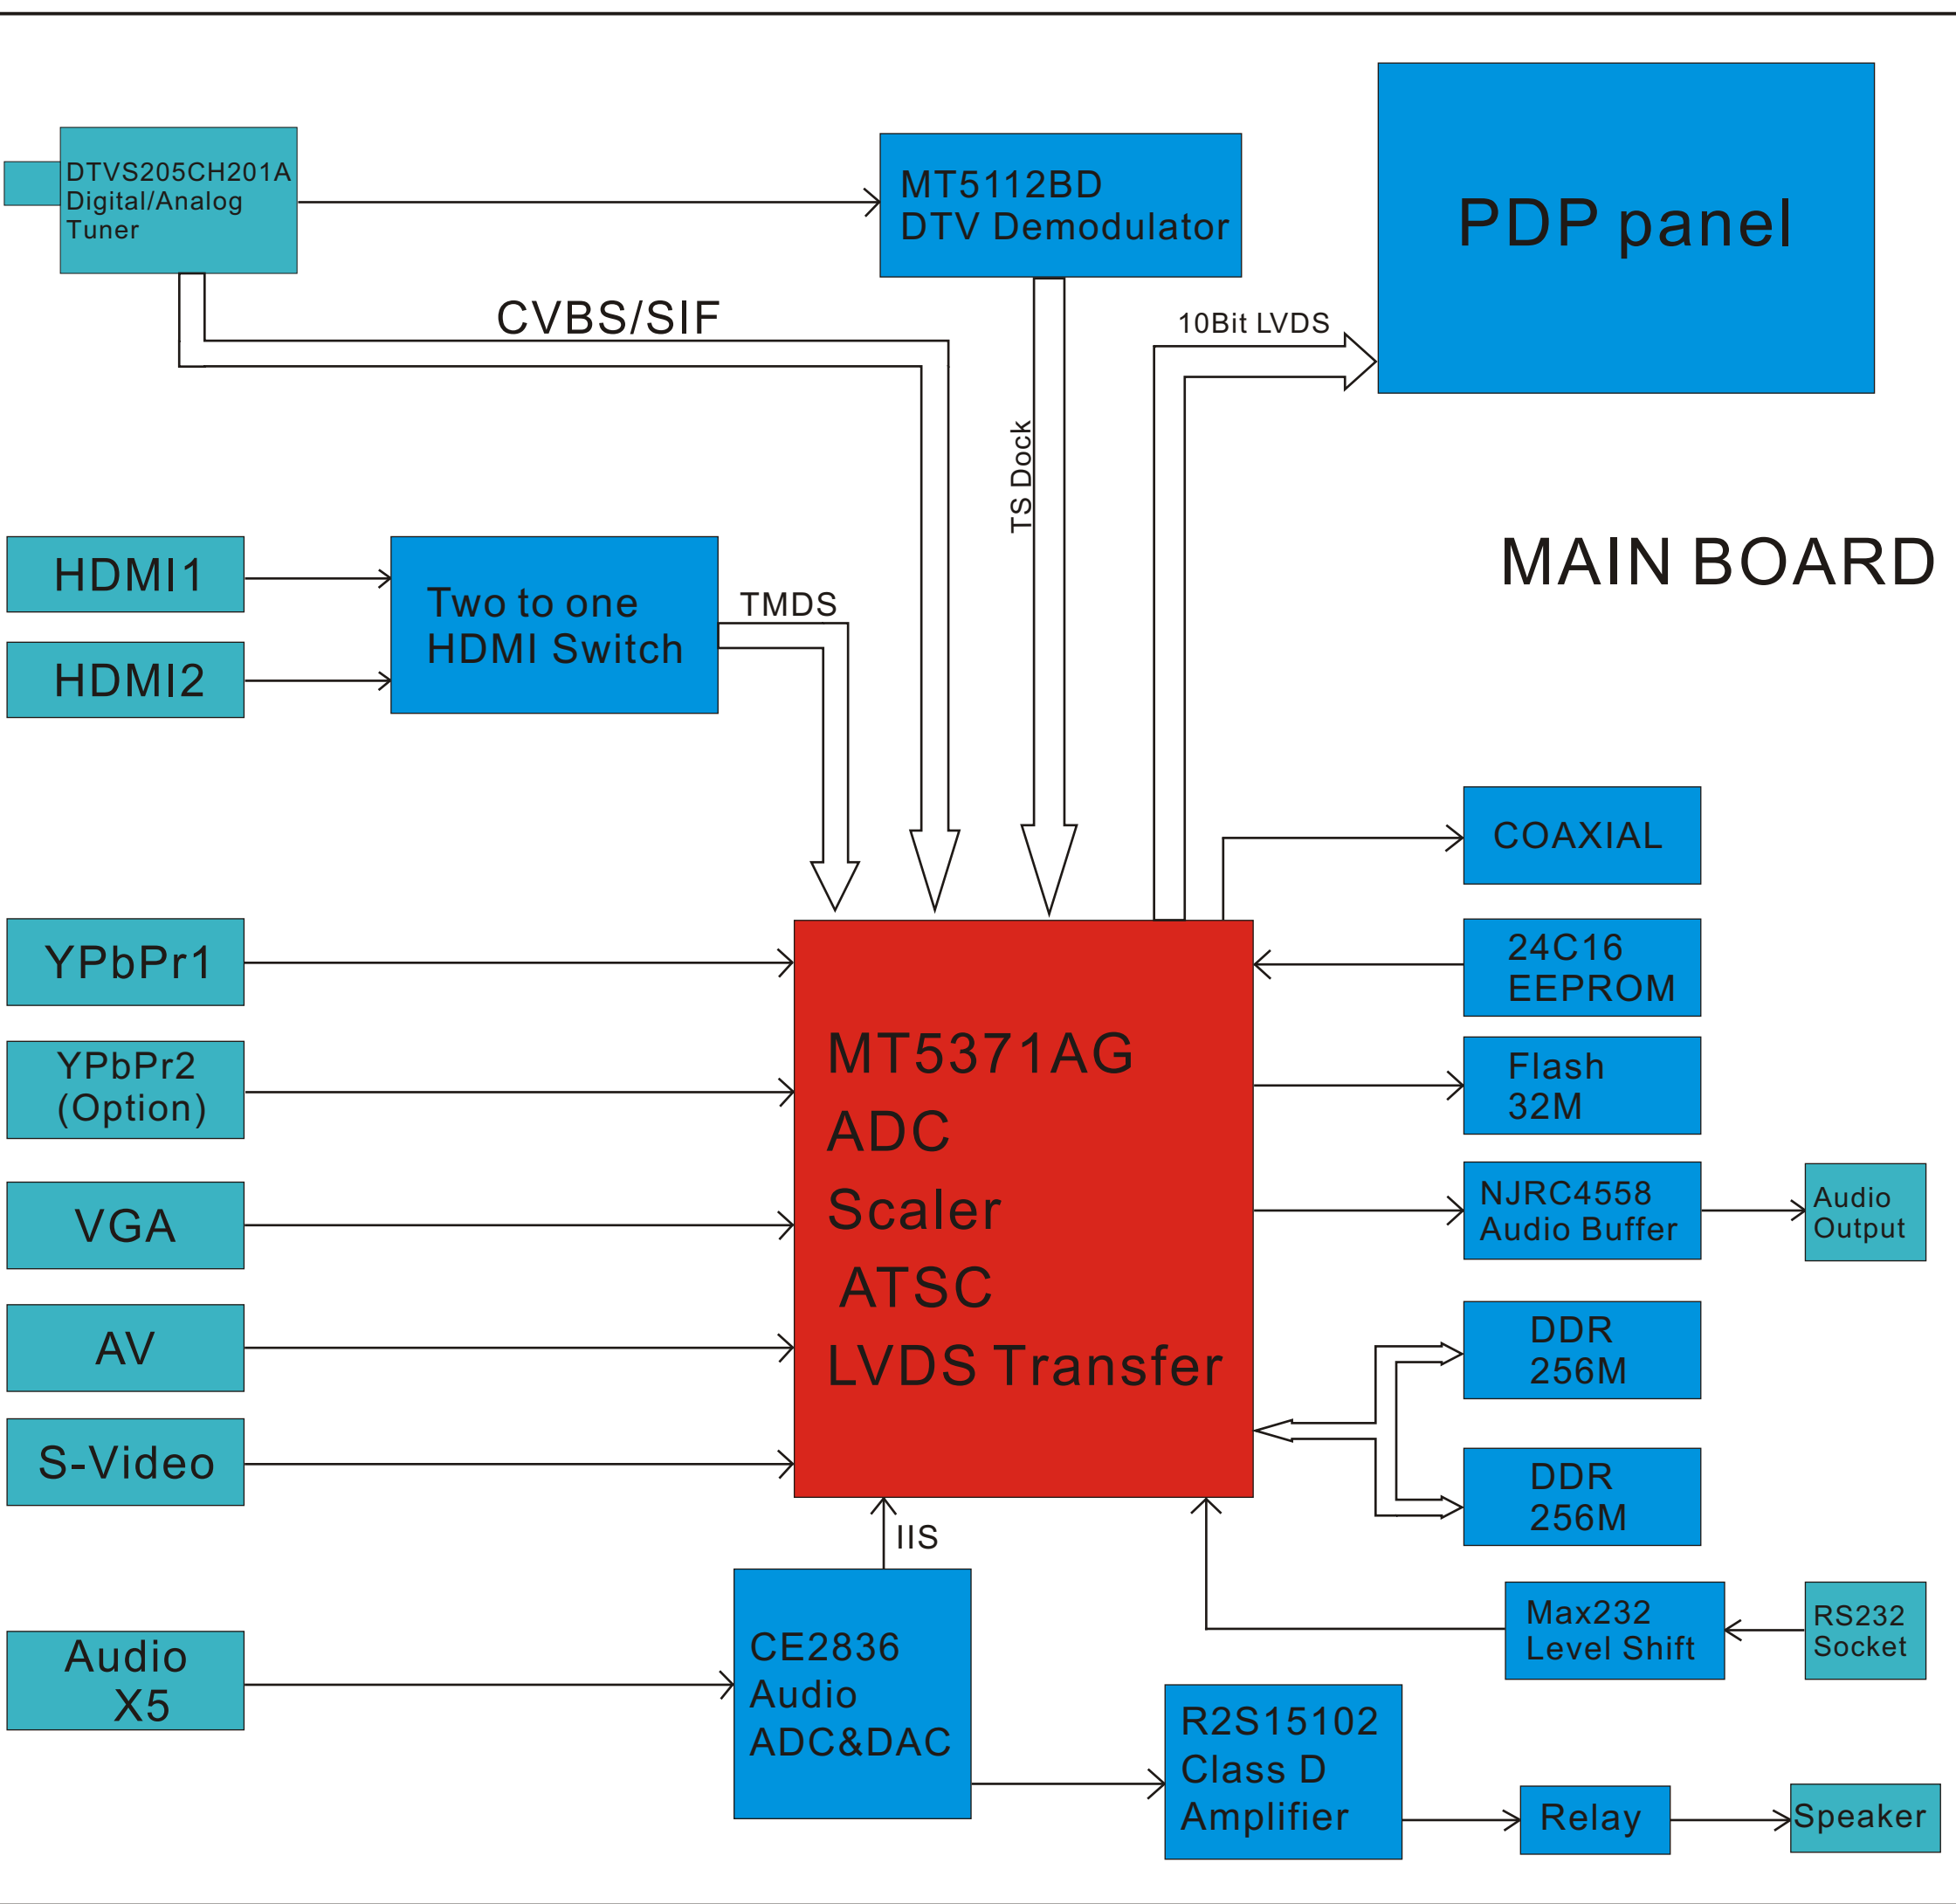 DTVS205CH201A
Digital/Analog
Tuner
MT5112BD
DTV Demodulator
PDP panel
CVBS/SIF
10Bit LVDS
TS Dock
MAIN BOARD
HDMI1
HDMI2
Two to one
HDMI Switch
TMDS
COAXIAL
YPbPr1
24C16
EEPROM
YPbPr2
(Option)
Flash
32M
MT5371AG
ADC
Scaler
ATSC
LVDS Transfer
VGA
NJRC4558
Audio Buffer
Audio
Output
AV
DDR
256M
S-Video
DDR
256M
IIS
Max232
Level Shift
RS232
Socket
Audio
X5
CE2836
Audio
ADC&DAC
R2S15102
Class D
Amplifier
Relay
Speaker